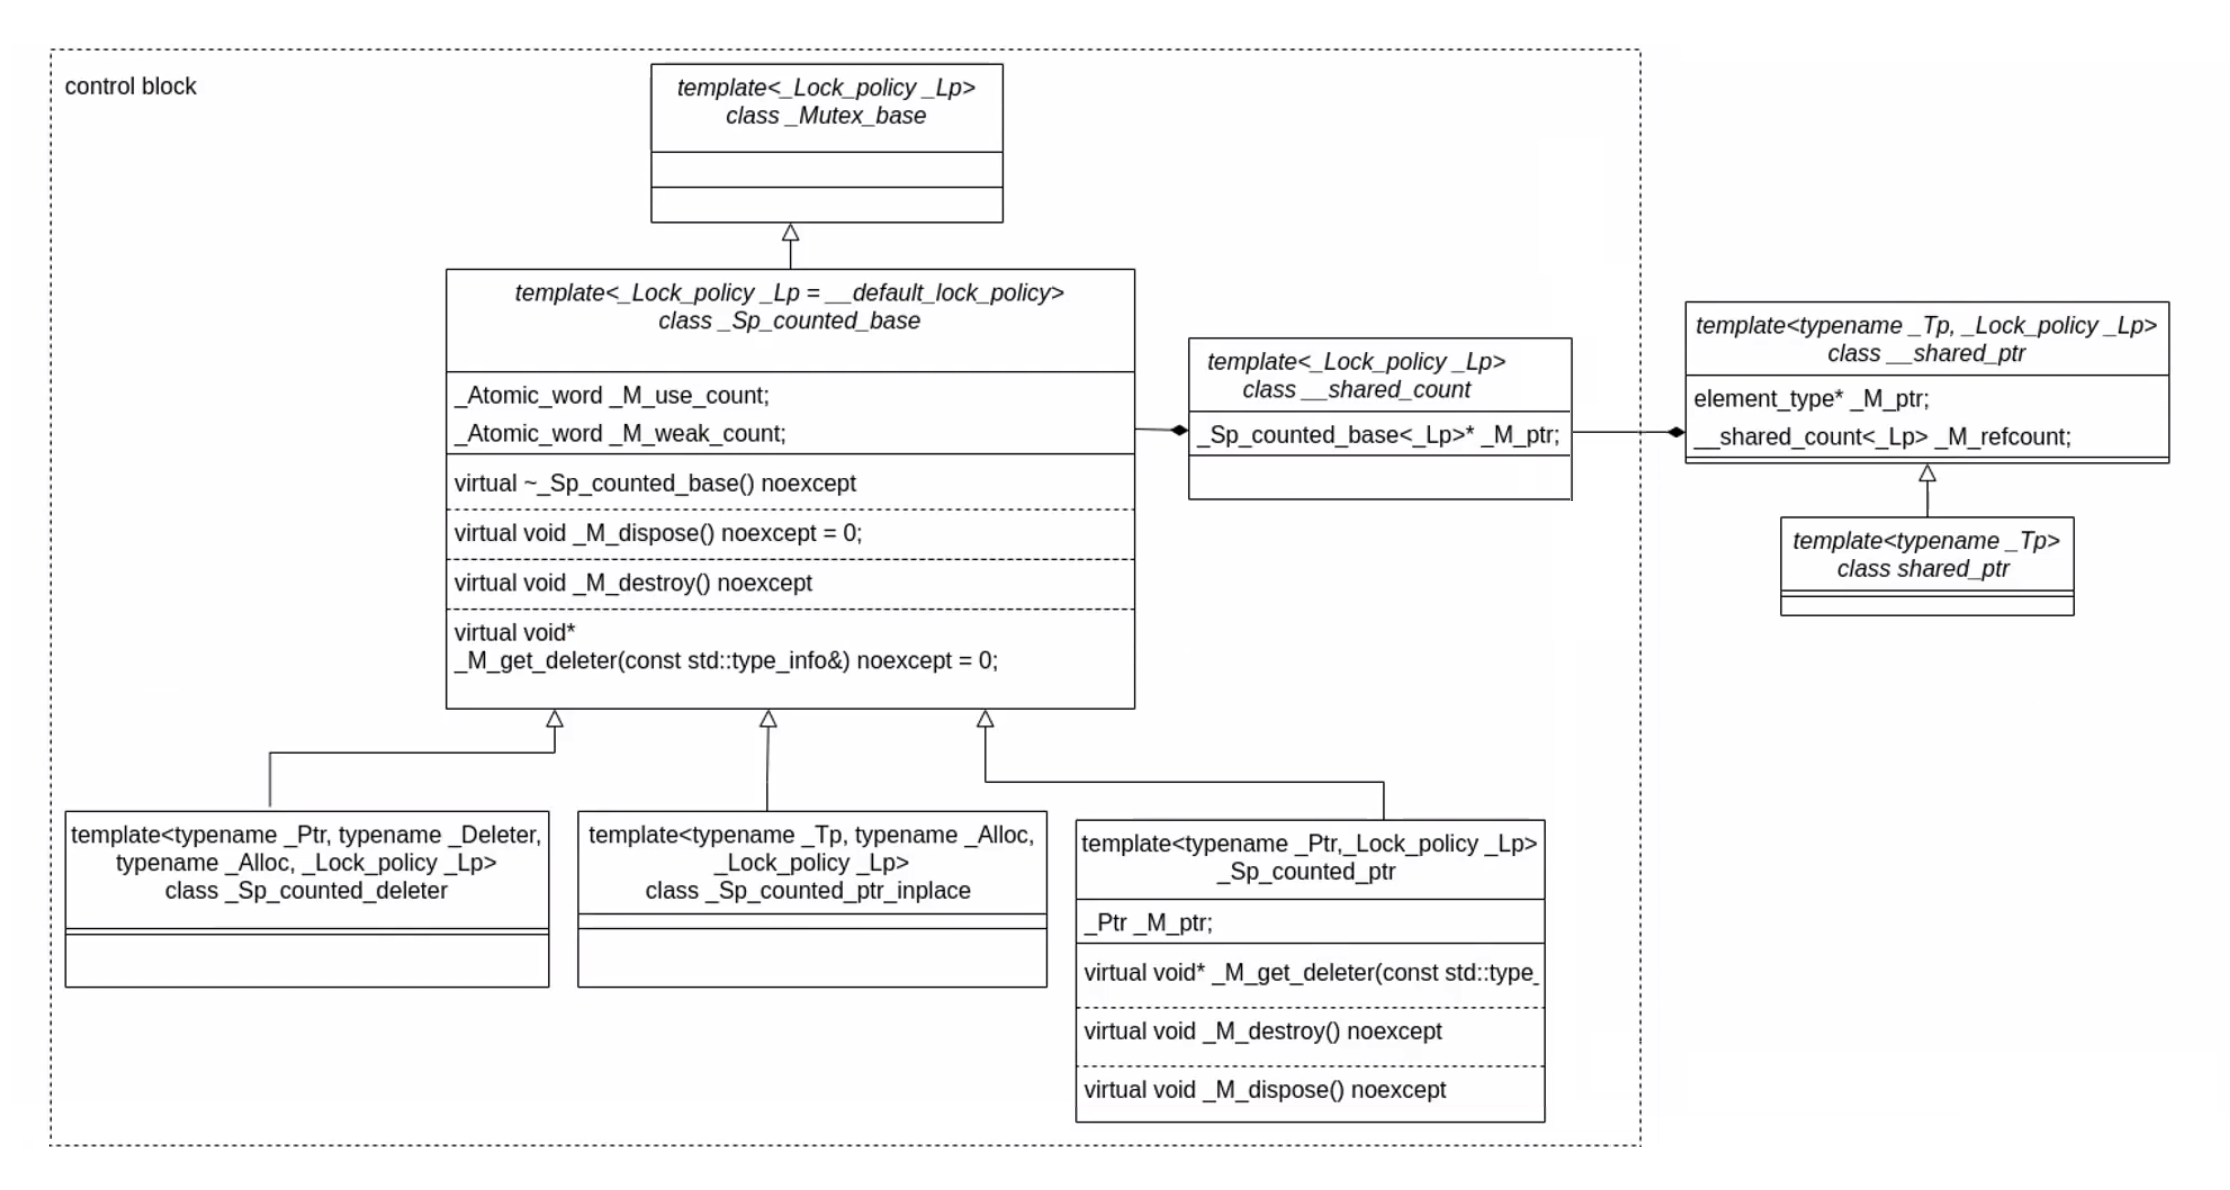 control block
template<_Lock_policy _Lp>
class _Mutex_base
template<_Lock_policy _Lp = __default_lock_policy>
class _Sp_counted_base
_Atomic_word _M_use_count;
_Atomic_word _M_weak_count;
virtual ~_Sp_counted_base() noexcept
virtual void _M_dispose() noexcept = 0;
virtual void _M_destroy() noexcept
virtual void*
_M_get_deleter(const std::type_info&) noexcept = 0;
template<_Lock_policy _Lp>
class __shared_count
_Sp_counted_base<_Lp>* _M_ptr;
template<typename _Tp, _Lock_policy _Lp>
class __shared_ptr
element_type* _M_ptr;
__shared_count<_Lp> _M_refcount;
template<typename _Tp>
class shared_ptr
template<typename _Ptr, typename _Deleter,
typename _Alloc, _Lock_policy _Lp>
class _Sp_counted_deleter
template<typename _Tp, typename _Alloc,
_Lock_policy _Lp>
class _Sp_counted_ptr_inplace
template<typename _Ptr,_Lock_policy _Lp>
_Sp_counted_ptr
_Ptr _M_ptr;
virtual void* _M_get_deleter(const std::type_
virtual void _M_destroy() noexcept
virtual void _M_dispose() noexcept